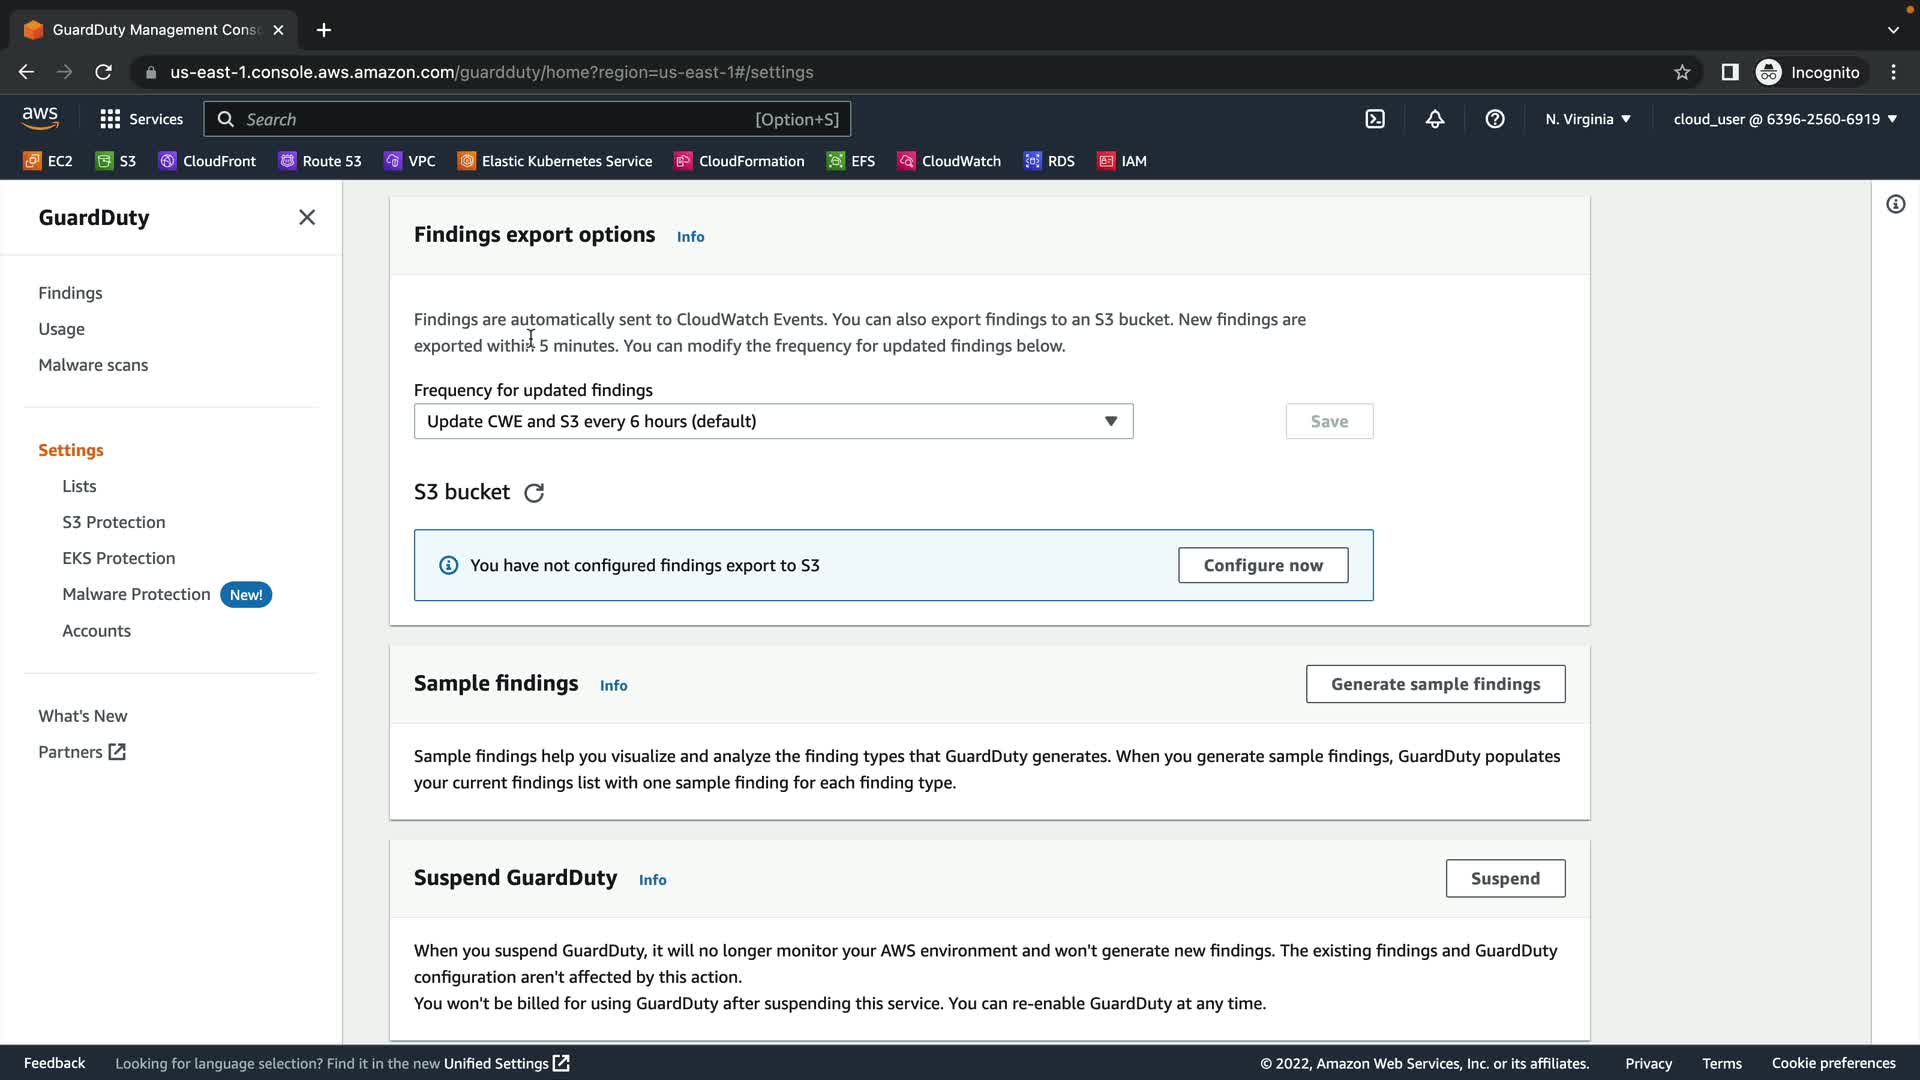 GuardDuty Management Cons
us-east-1.console.aws.amazon.com/guardduty/home?region=us-east-1#/settings
Incognito
aws
Services
Search
[Option+S]
N. Virginia
cloud_user @ 6396-2560-6919
EC2
S3
CloudFront
Route 53
VPC
Elastic Kubernetes Service
CloudFormation
EFS
CloudWatch
RDS
IAM
GuardDuty
Findings
Usage
Malware scans
Settings
Lists
S3 Protection
EKS Protection
Malware Protection New!
Accounts
What's New
Partners
Findings export options Info
Findings are automatically sent to CloudWatch Events. You can also export findings to an S3 bucket. New findings are
exported within 5 minutes. You can modify the frequency for updated findings below.
Frequency for updated findings
Update CWE and S3 every 6 hours (default)
Save
S3 bucket
You have not configured findings export to S3
Configure now
Sample findings Info
Generate sample findings
Sample findings help you visualize and analyze the finding types that GuardDuty generates. When you generate sample findings, GuardDuty populates
your current findings list with one sample finding for each finding type.
Suspend GuardDuty Info
Suspend
When you suspend GuardDuty, it will no longer monitor your AWS environment and won't generate new findings. The existing findings and GuardDuty
configuration aren't affected by this action.
You won't be billed for using GuardDuty after suspending this service. You can re-enable GuardDuty at any time.
Feedback
Looking for language selection? Find it in the new Unified Settings
© 2022, Amazon Web Services, Inc. or its affiliates.
Privacy
Terms
Cookie preferences